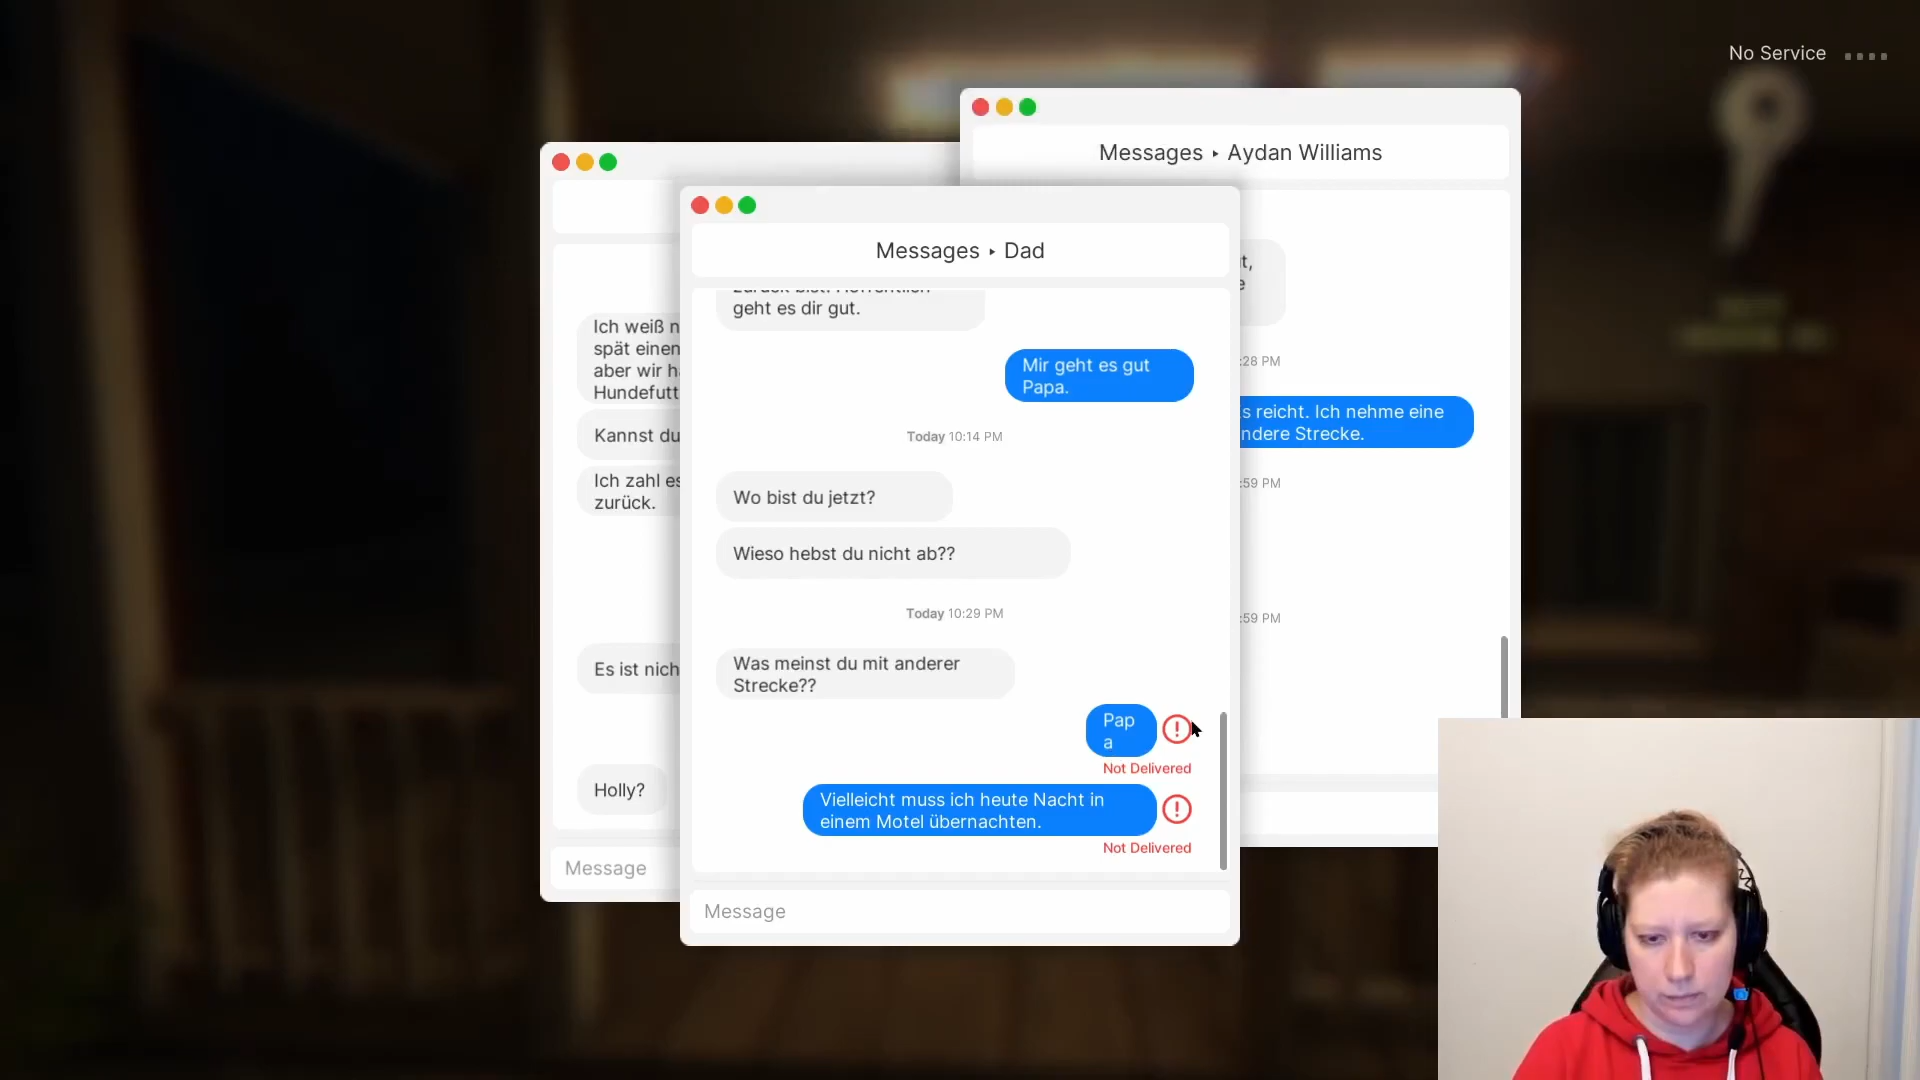 No Service
Messages ▸ Aydan Williams
Messages ▸ Dad
geht es dir gut.
Mir geht es gut
Papa.
Today 10:14 PM
Wo bist du jetzt?
Wieso hebst du nicht ab??
Today 10:29 PM
Was meinst du mit anderer
Strecke??
Pap
a
Not Delivered
Vielleicht muss ich heute Nacht in
einem Motel übernachten.
Not Delivered
Message
Ich weiß n
spät einem
aber wir h
Hundefutt
Kannst du
Ich zahl es
zurück.
Es ist nich
Holly?
Message
t,
e
:28 PM
s reicht. Ich nehme eine
ndere Strecke.
:59 PM
:59 PM